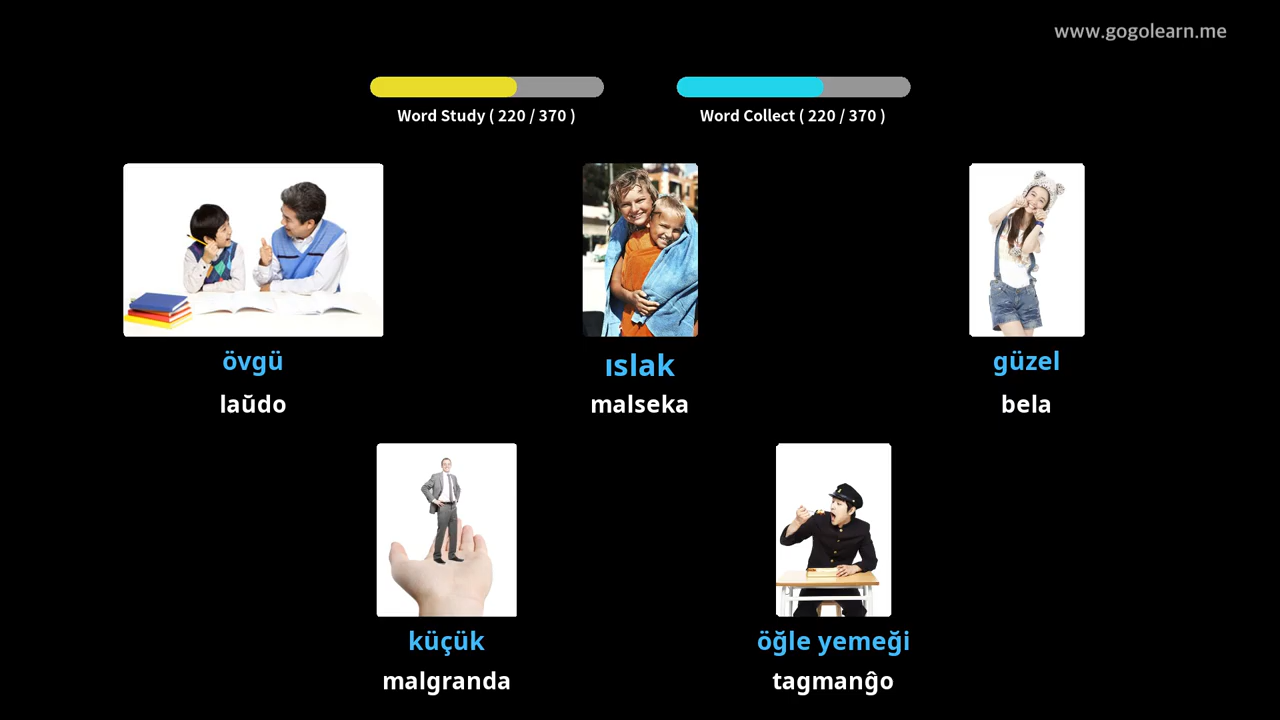 www.gogolearn.me
Word Study ( 220 / 370 )
Word Collect ( 220 / 370 )
övgü
laŭdo
ıslak
malseka
güzel
bela
küçük
malgranda
öğle yemeği
tagmanĝo